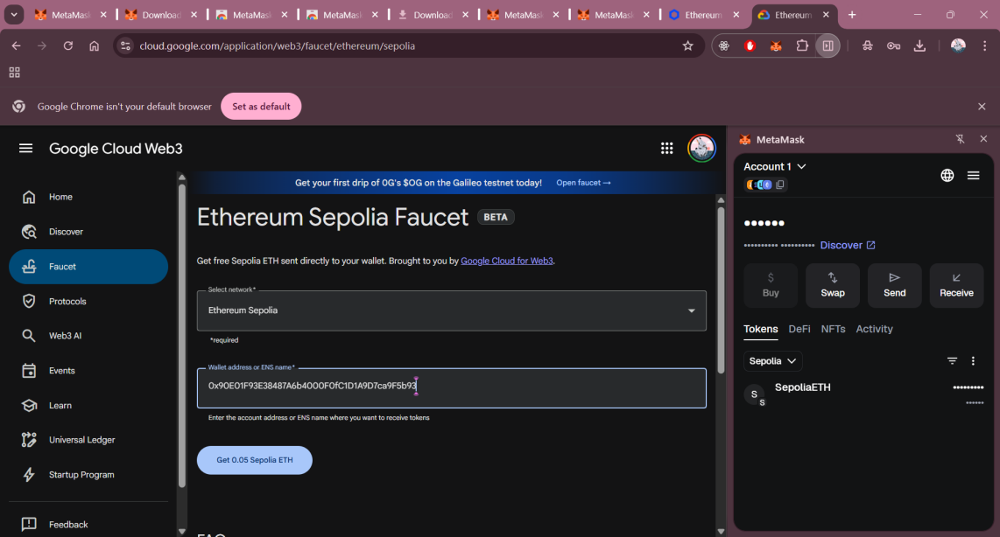 MetaMask
Download
MetaMask
MetaMask
Download
MetaMask
MetaMask
Ethereum
Ethereum
cloud.google.com/application/web3/faucet/ethereum/sepolia
Google Chrome isn't your default browser
Set as default
Google Cloud Web3
MetaMask
Account 1
Get your first drip of 0G's $OG on the Galileo testnet today! Open faucet →
Home
Discover
Faucet
Protocols
Web3 AI
Events
Learn
Universal Ledger
Startup Program
Feedback
Ethereum Sepolia Faucet BETA
Get free Sepolia ETH sent directly to your wallet. Brought to you by Google Cloud for Web3.
Select network*
Ethereum Sepolia
*required
Wallet address or ENS name*
0x90E01F93E38487A6b4000F0fC1D1A9D7ca9F5b93
Enter the account address or ENS name where you want to receive tokens
Get 0.05 Sepolia ETH
FAQ
••••••
•••••••••• •••••••••• Discover
Buy
Swap
Send
Receive
Tokens DeFi NFTs Activity
Sepolia
S
S
SepoliaETH
•••••••••
••••••